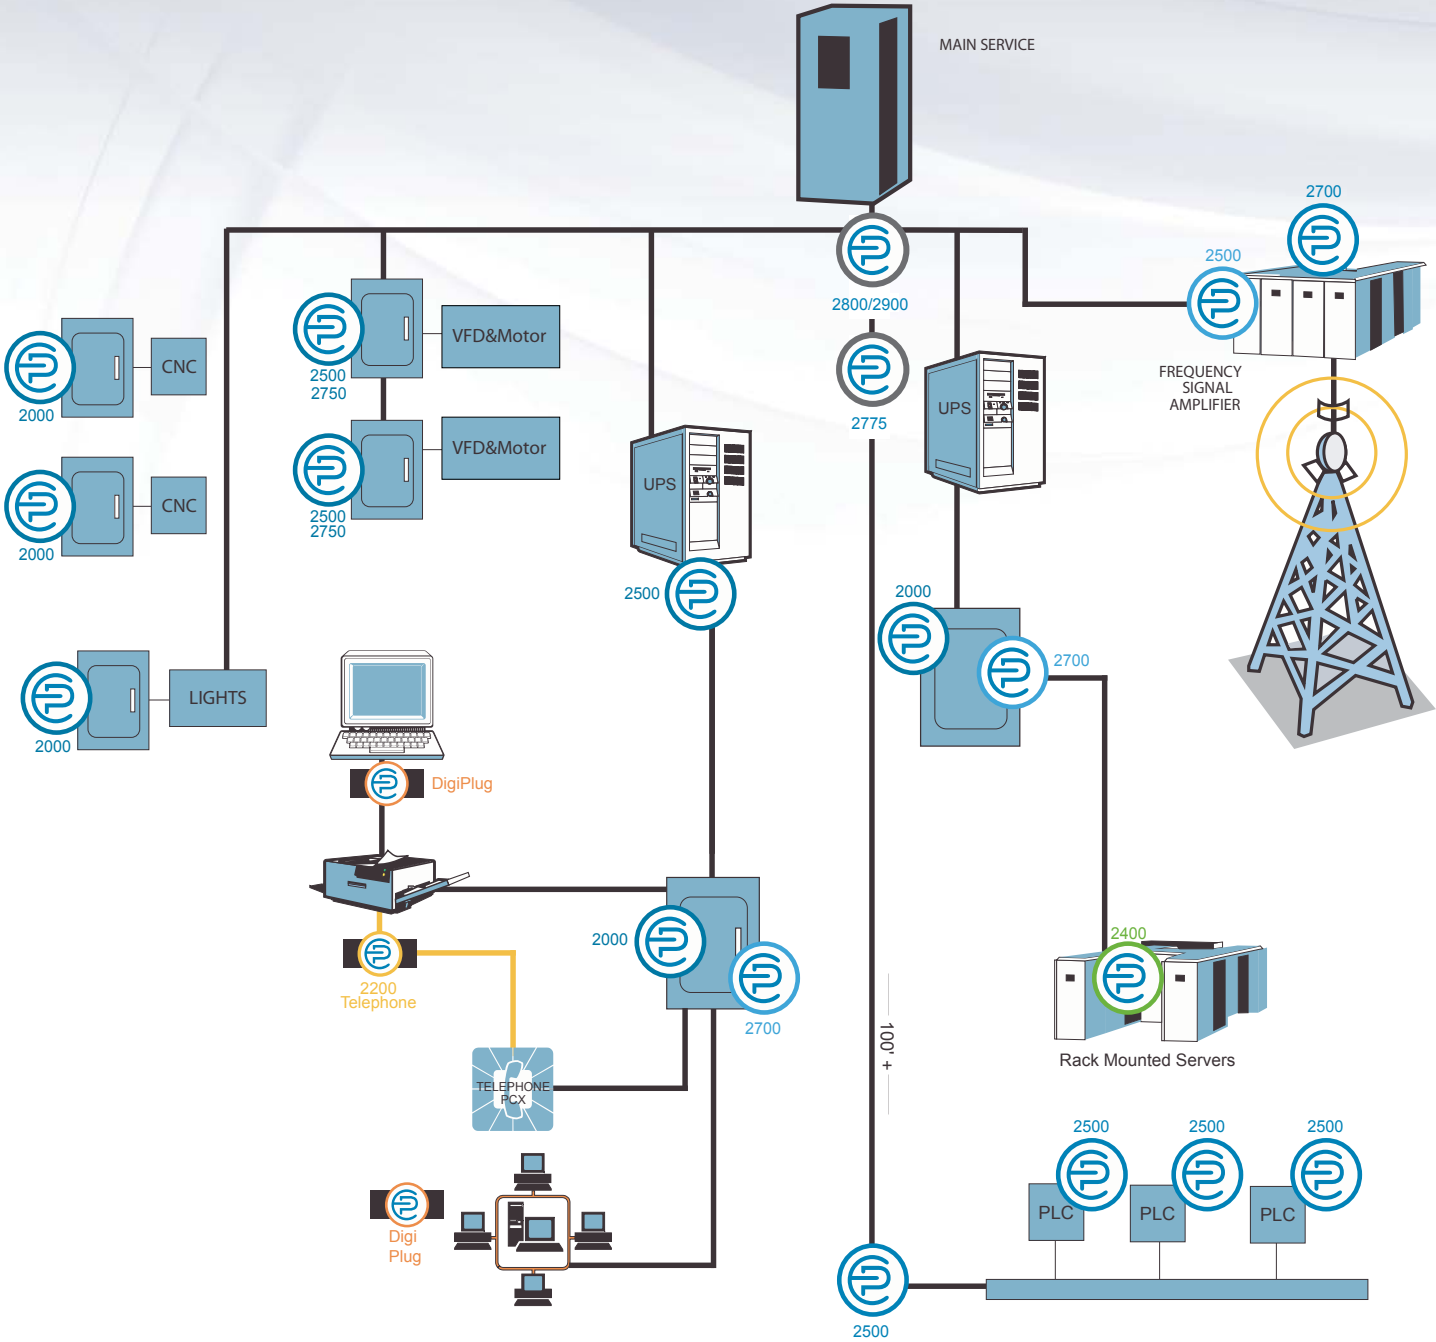 MAIN SERVICE
2700
2500
2800/2900
2775
FREQUENCY
SIGNAL
AMPLIFIER
CNC
2000
CNC
2000
VFD&Motor
2500
2750
VFD&Motor
2500
2750
UPS
2500
UPS
2000
2700
LIGHTS
2000
DigiPlug
2200
Telephone
2000
2700
TELEPHONE
PCX
Digi
Plug
100' +
2400
Rack Mounted Servers
2500
2500
2500
PLC
PLC
PLC
2500